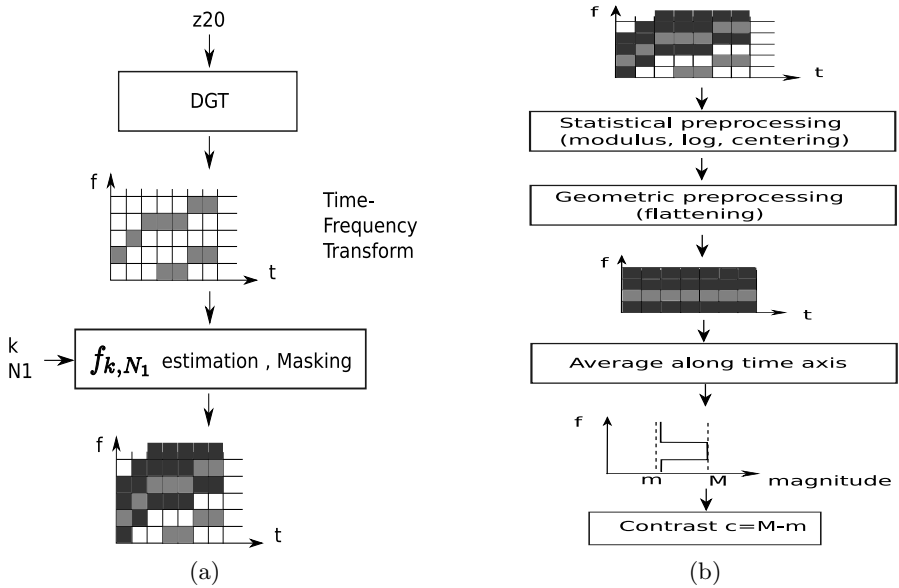 z20
DGT
f
t
Time-
Frequency
Transform
k
N1
f_{k,N_1} estimation , Masking
f
t
(a)
f
t
Statistical preprocessing
(modulus, log, centering)
Geometric preprocessing
(flattening)
f
t
Average along time axis
f
m
M
magnitude
Contrast c=M-m
(b)